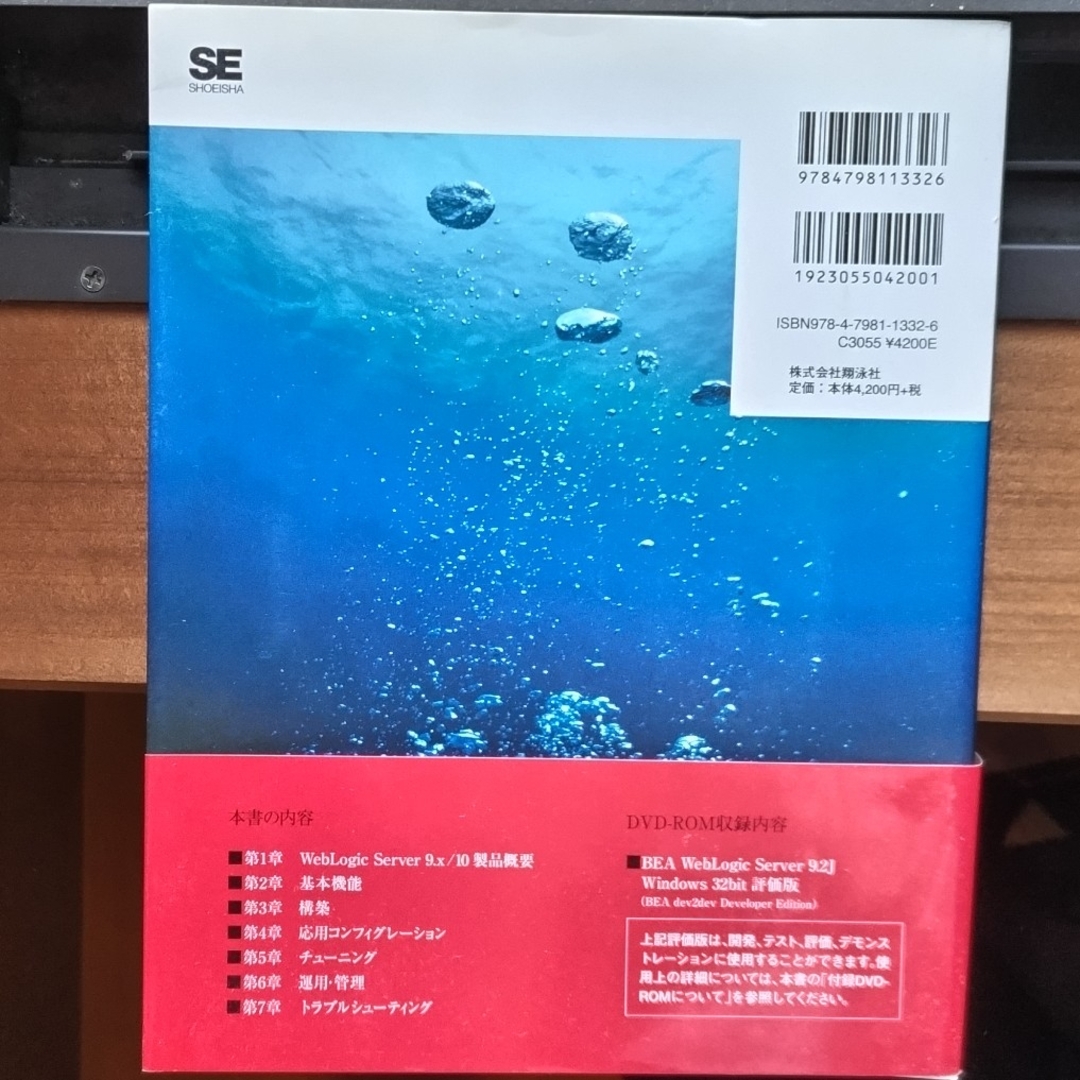 SE
SHOEISHA
9784798113326
1923055042001
ISBN978-4-7981-1332-6
C3055 ¥4200E
株式会社翔泳社
定価：本体4,200円+税
本書の内容
■第1章 WebLogic Server 9.x/10 製品概要
■第2章 基本機能
■第3章 構築
■第4章 応用コンフィグレーション
■第5章 チューニング
■第6章 運用・管理
■第7章 トラブルシューティング
DVD-ROM収録内容
■BEA WebLogic Server 9.2J
Windows 32bit 評価版
(BEA dev2dev Developer Edition)
上記評価版は、開発、テスト、評価、デモンス
トレーションに使用することができます。使
用上の詳細については、本書の「付録DVD-
ROMについて」を参照してください。